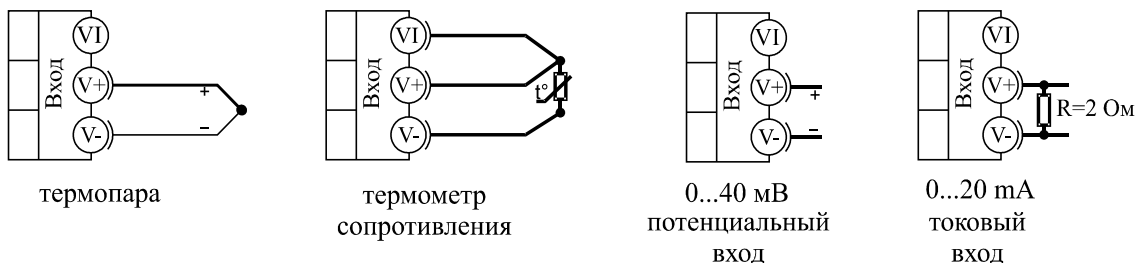 Вход
VI
V+
V-
+
–
термопара
Вход
VI
V+
V-
t°
термометр
сопротивления
Вход
VI
V+
V-
+
–
0...40 мВ
потенциальный
вход
Вход
VI
V+
V-
R=2 Ом
0...20 mA
токовый
вход